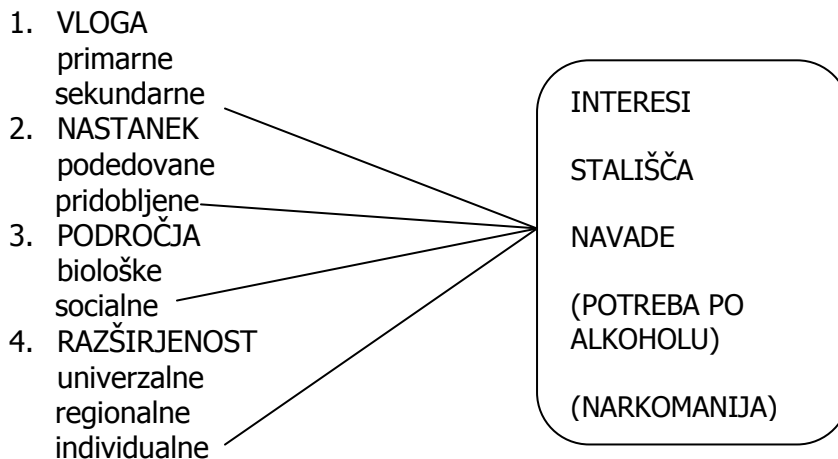 1. VLOGA
primarne
sekundarne
2. NASTANEK
podedovane
pridobljene
3. PODROČJA
biološke
socialne
4. RAZŠIRJENOST
univerzalne
regionalne
individualne
INTERESI
STALIŠČA
NAVADE
(POTREBA PO
ALKOHOLU)
(NARKOMANIJA)